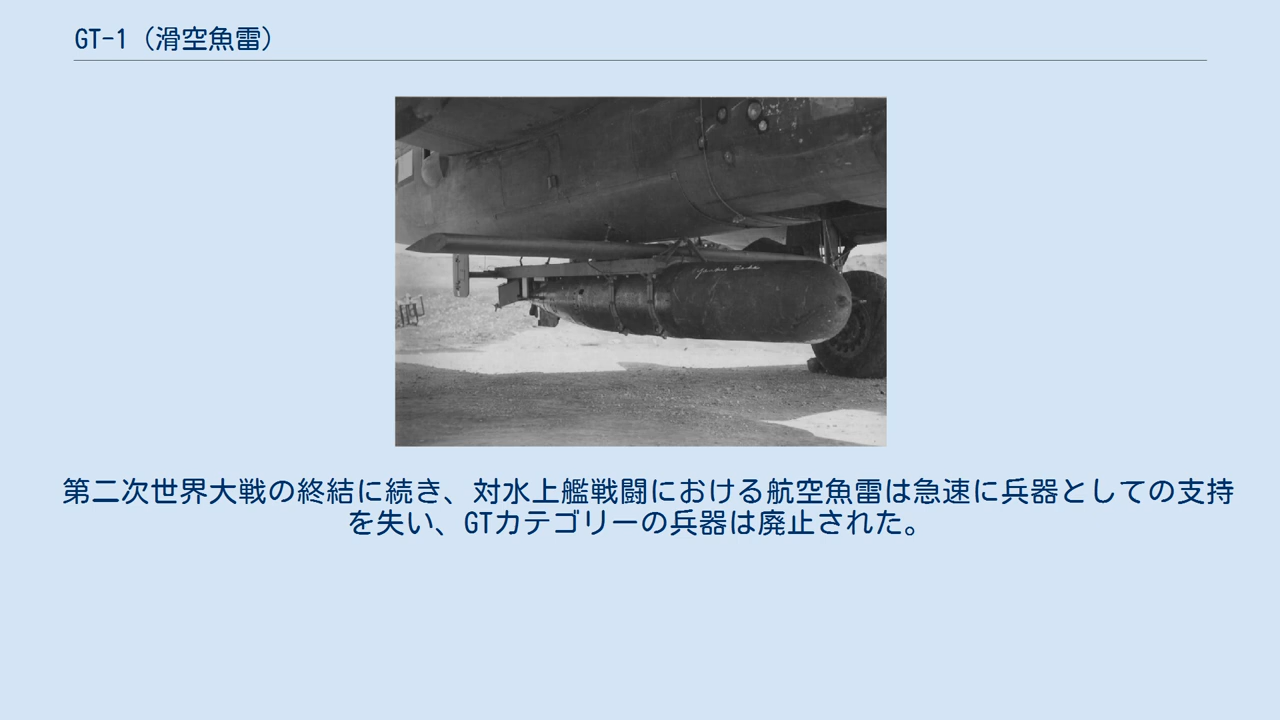 GT-1（滑空魚雷）
第二次世界大戦の終結に続き、対水上艦戦闘における航空魚雷は急速に兵器としての支持
を失い、GTカテゴリーの兵器は廃止された。